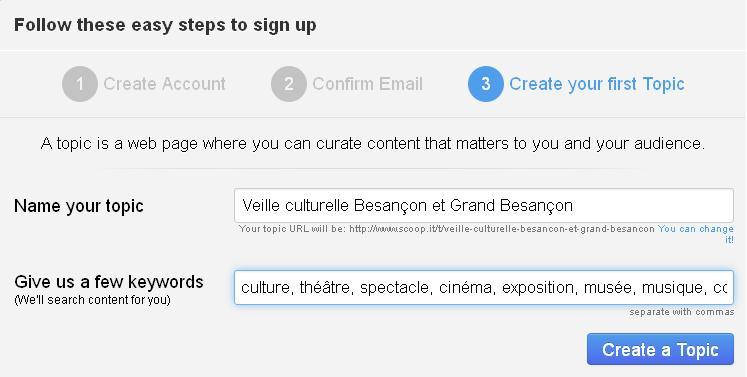 Follow these easy steps to sign up
1 Create Account 2 Confirm Email 3 Create your first Topic
A topic is a web page where you can curate content that matters to you and your audience.
Name your topic Veille culturelle Besançon et Grand Besançon
Your topic URL will be: http://www.scoop.it/t/veille-culturelle-besancon-et-grand-besancon You can change
it!
Give us a few keywords culture, théâtre, spectacle, cinéma, exposition, musée, musique,
(We'll search content for you)
separate with commas
Create a Topic